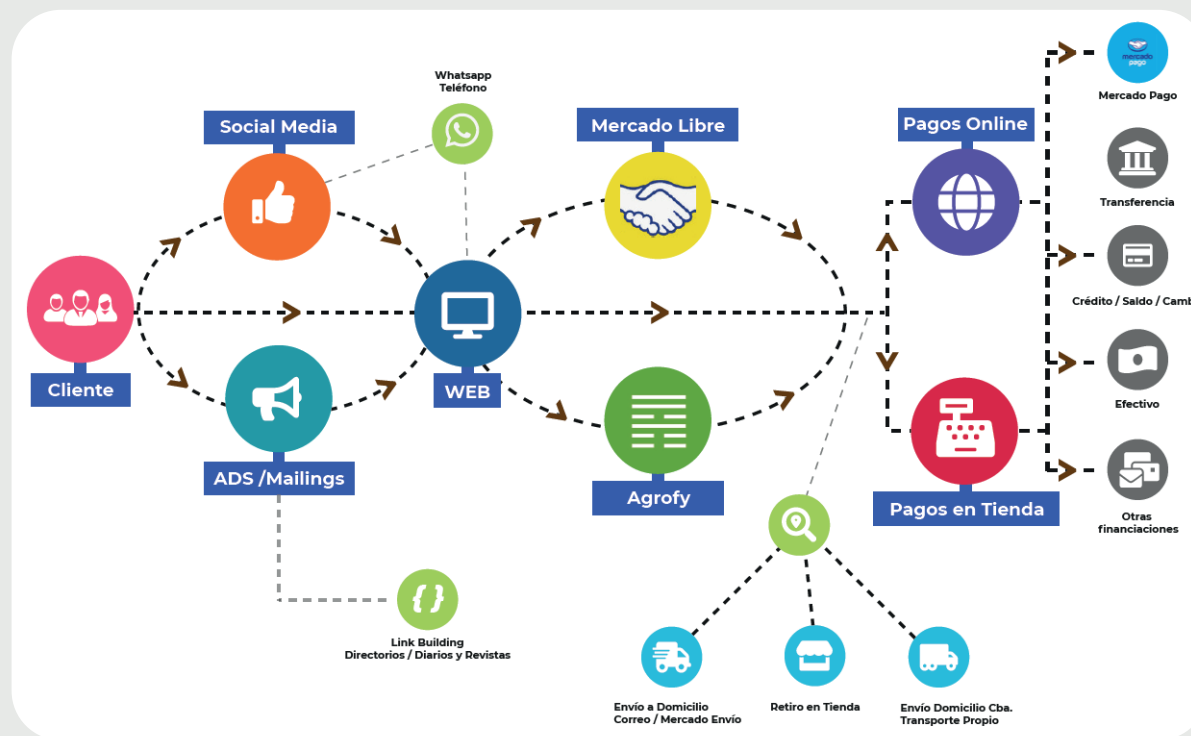 Whatsapp
Teléfono
Social Media
Mercado Libre
Pagos Online
mercado
pago
Mercado Pago
Transferencia
Crédito / Saldo / Camb
Cliente
WEB
ADS /Mailings
Agrofy
Pagos en Tienda
Efectivo
Otras
financiaciones
Link Building
Directorios / Diarios y Revistas
Envío a Domicilio
Correo / Mercado Envío
Retiro en Tienda
Envío Domicilio Cba.
Transporte Propio